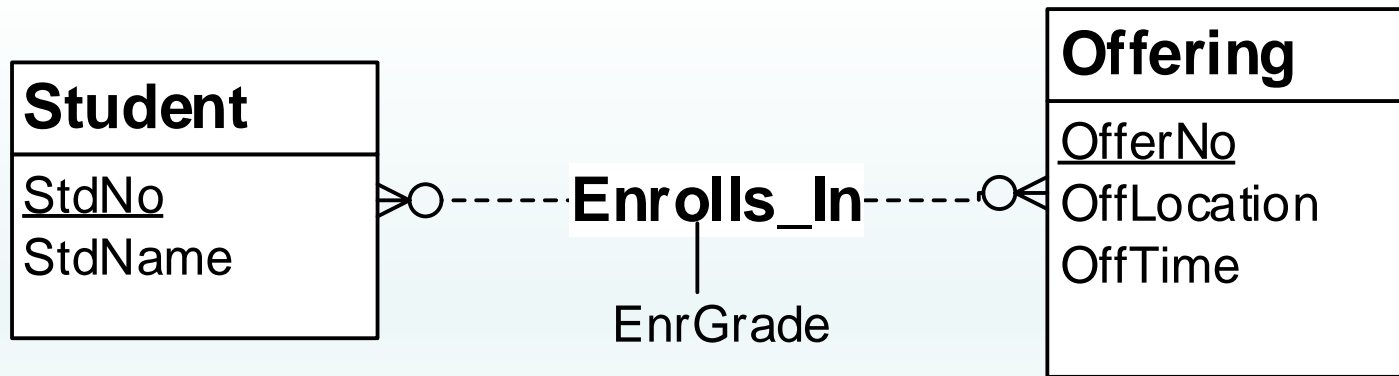 Student
StdNo
StdName
Enrolls_In
EnrGrade
Offering
OfferNo
OffLocation
OffTime